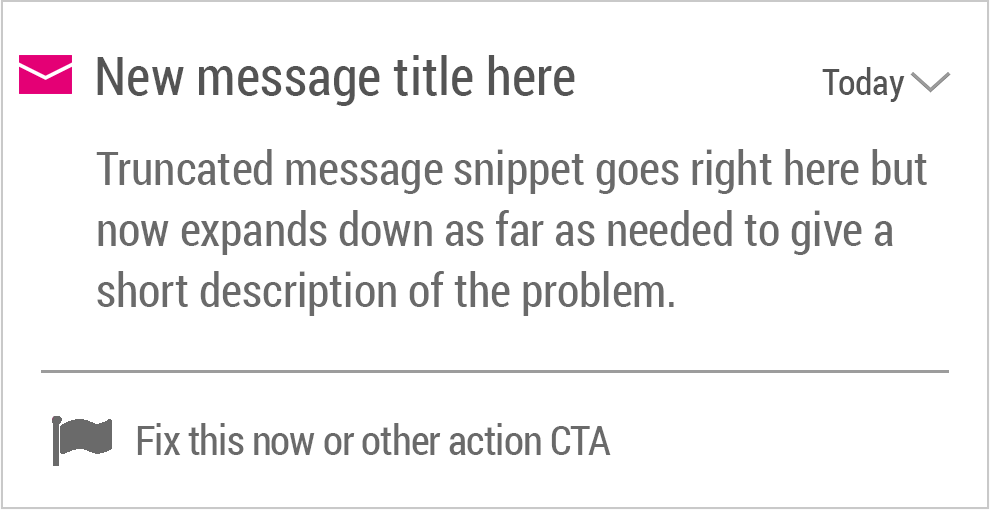 New message title here
Today
Truncated message snippet goes right here but
now expands down as far as needed to give a
short description of the problem.
Fix this now or other action CTA